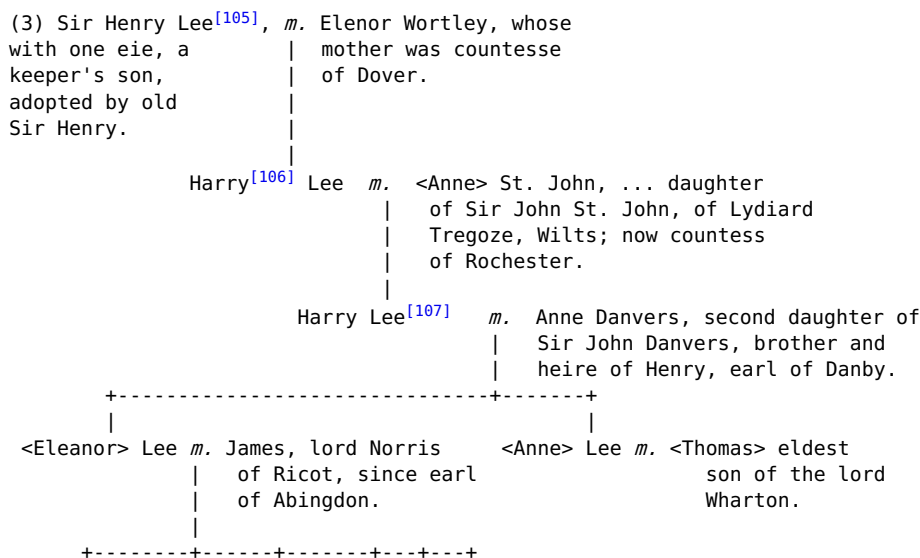 (3) Sir Henry Lee[105], m. Elenor Wortley, whose
with one eie, a | mother was countesse
keeper's son, | of Dover.
adopted by old |
Sir Henry. |
|
Harry[106] Lee m. <Anne> St. John, ... daughter
| of Sir John St. John, of Lydiard
| Tregoze, Wilts; now countess
| of Rochester.
|
Harry Lee[107] m. Anne Danvers, second daughter of
| Sir John Danvers, brother and
| heire of Henry, earl of Danby.
+--------------------------------+-------+
| |
<Eleanor> Lee m. James, lord Norris <Anne> Lee m. <Thomas> eldest
| of Ricot, since earl son of the lord
| of Abingdon. Wharton.
|
+--------+------+-------+---+---+